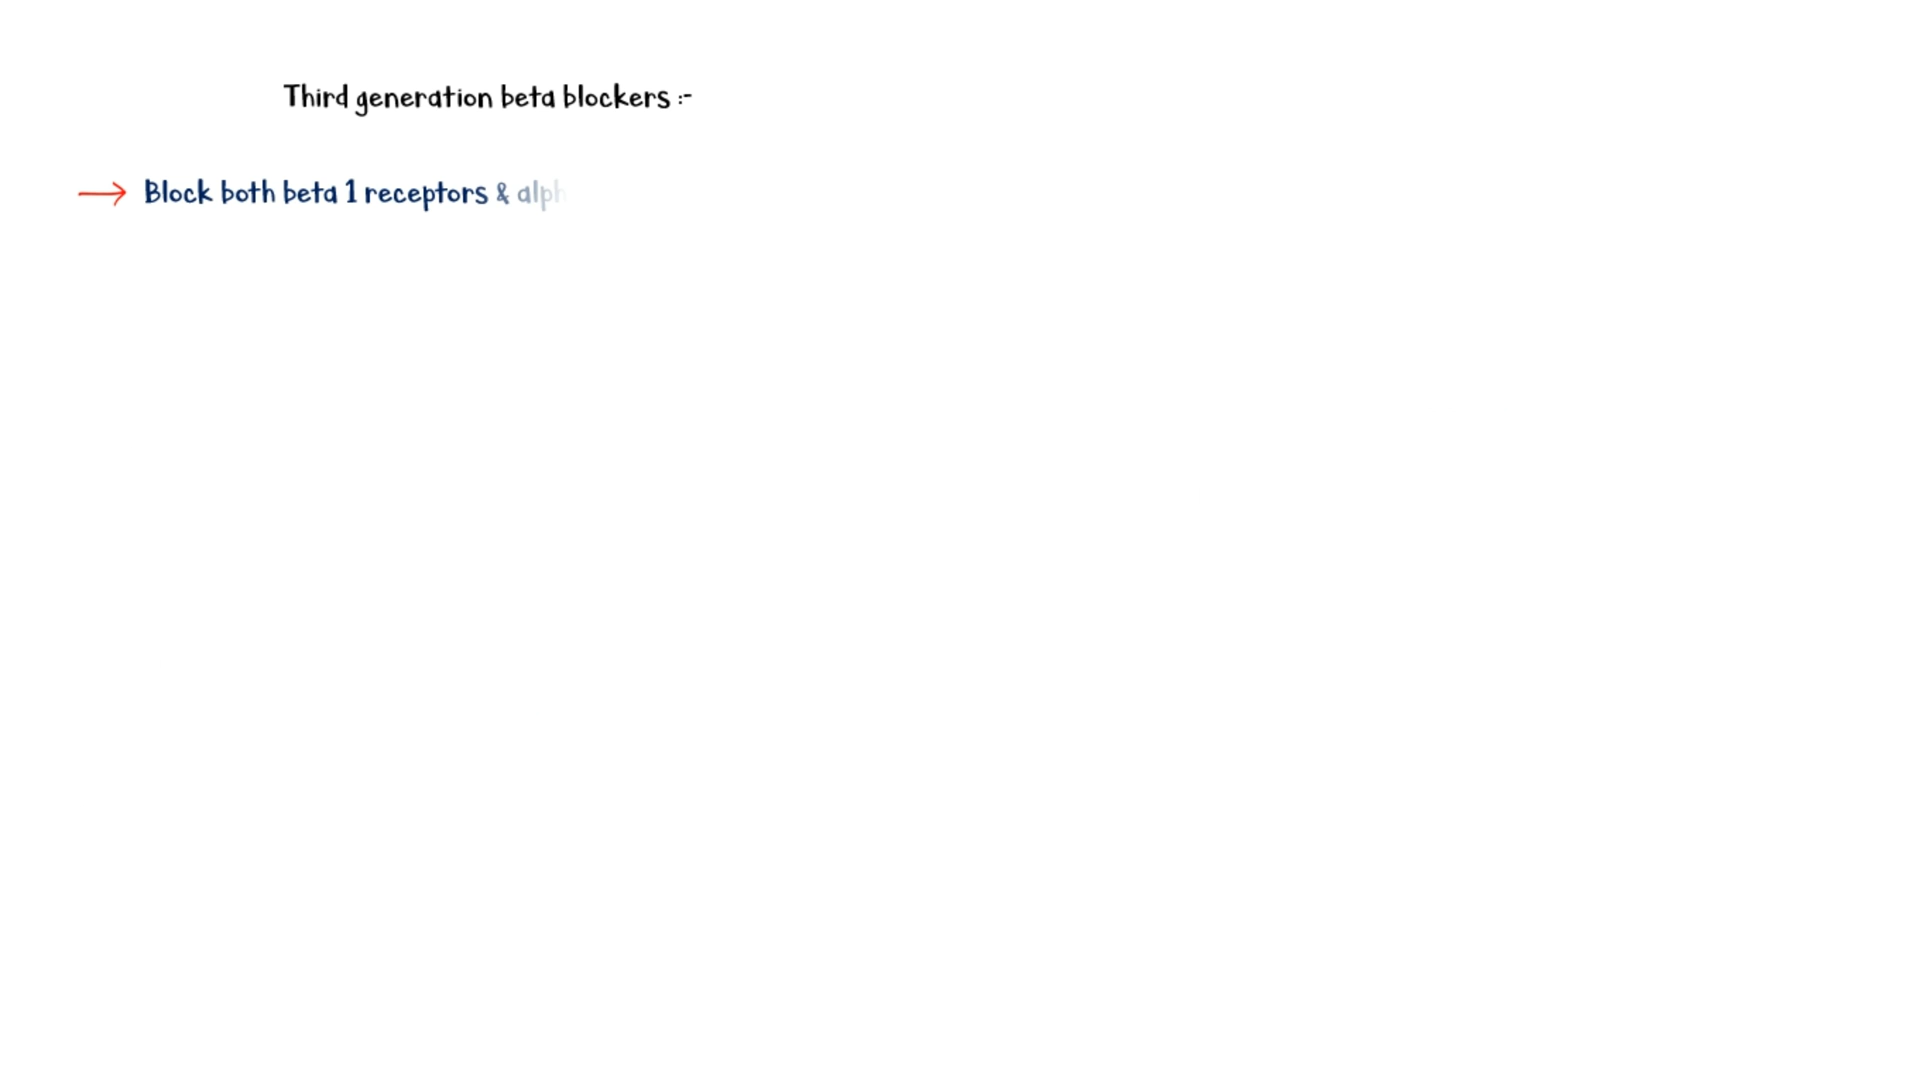 Third generation beta blockers :-
Block both beta 1 receptors &